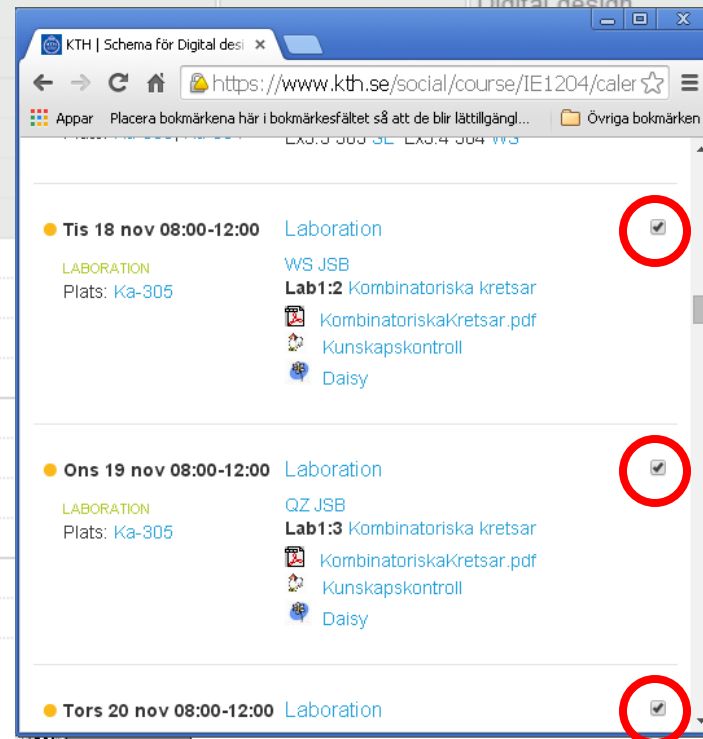 Digital design
KTH | Schema för Digital desi
https://www.kth.se/social/course/IE1204/caler
Appar Placera bokmärkena här i bokmärkesfältet så att de blir lättillgängl... Övriga bokmärken
Tis 18 nov 08:00-12:00 Laboration
LABORATION WS JSB
Plats: Ka-305 Lab1:2 Kombinatoriska kretsar
KombinatoriskaKretsar.pdf
Kunskapskontroll
Daisy
Ons 19 nov 08:00-12:00 Laboration
LABORATION QZ JSB
Plats: Ka-305 Lab1:3 Kombinatoriska kretsar
KombinatoriskaKretsar.pdf
Kunskapskontroll
Daisy
Tors 20 nov 08:00-12:00 Laboration